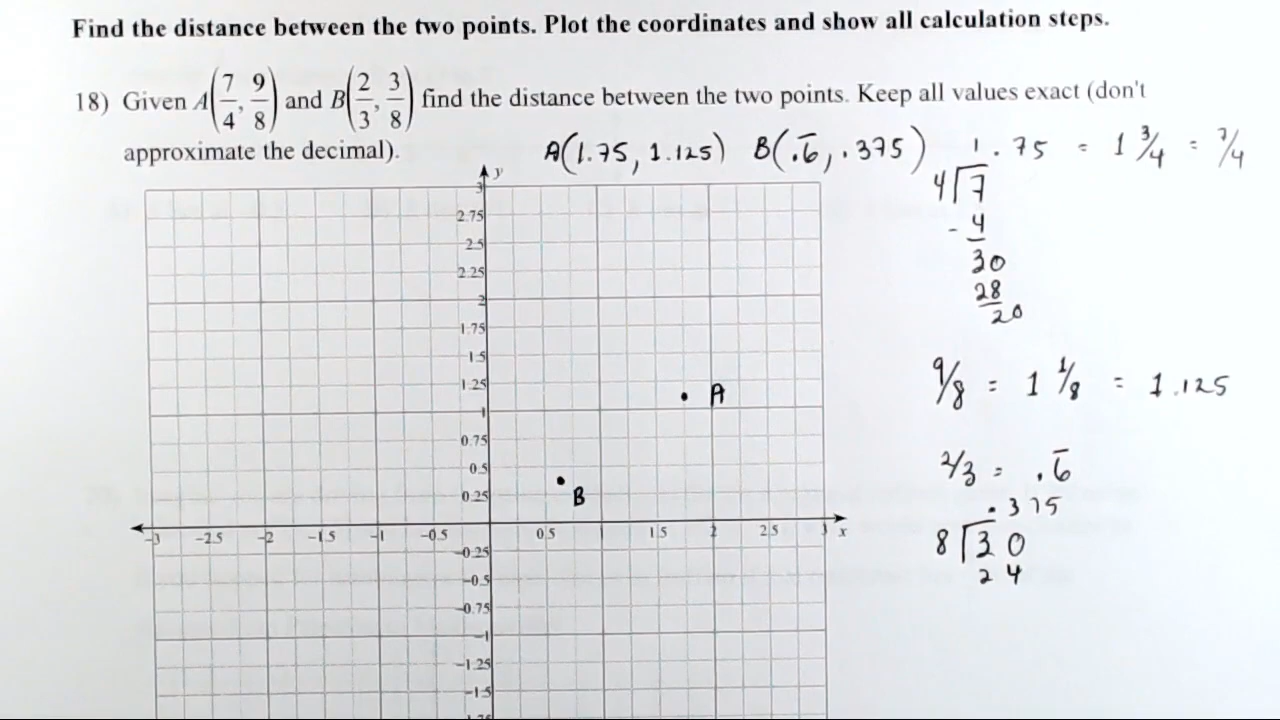 Find the distance between the two points. Plot the coordinates and show all calculation steps.
18) Given A(7/4, 9/8) and B(2/3, 3/8) find the distance between the two points. Keep all values exact (don't
approximate the decimal).
A(1.75, 1.125) B(.6̅, .375)
1.75 = 1 3/4 = 7/4
4⟌7
- 4
30
28
20
9/8 = 1 1/8 = 1.125
2/3 = .6̅
.375
8⟌30
24
y
3
2.75
2.5
2.25
2
1.75
1.5
1.25
1
0.75
0.5
0.25
A
B
-3 -2.5 -2 -1.5 -1 -0.5 0.5 1 1.5 2 2.5 3 x
-0.25
-0.5
-0.75
-1
-1.25
-1.5